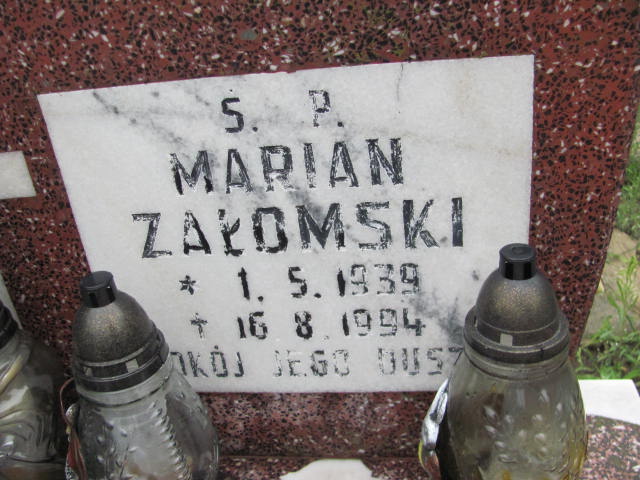 Ś. P.
MARIAN
ZAŁOMSKI
* 1. 5. 1939
† 16 8. 1994
OKÓJ JEGO DUSZ